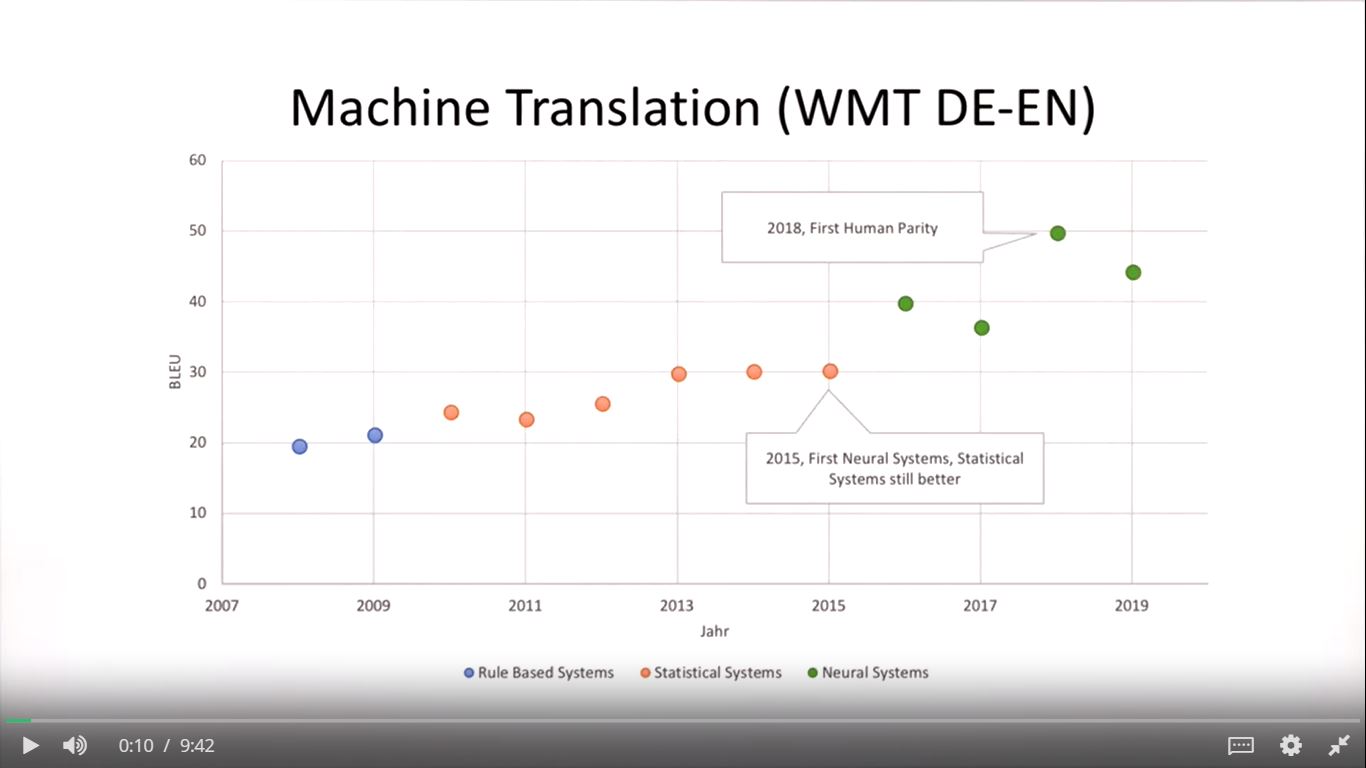 Machine Translation (WMT DE-EN)
60
50
40
30
20
10
0
BLEU
2018, First Human Parity
2015, First Neural Systems, Statistical
Systems still better
2007 2009 2011 2013 2015 2017 2019
Jahr
Rule Based Systems Statistical Systems Neural Systems
0:10 / 9:42